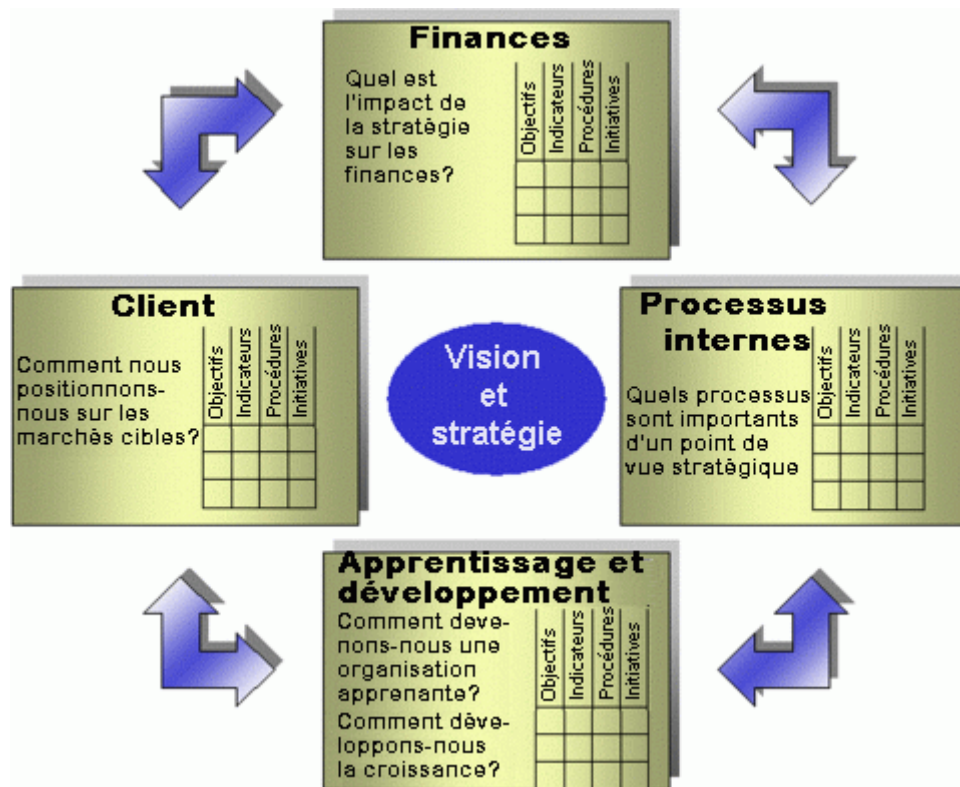 Finances
Quel est
l'impact de
la stratégie
sur les
finances?
Objectifs
Indicateurs
Procédures
Initiatives
Client
Comment nous
positionnons-
nous sur les
marchés cibles?
Objectifs
Indicateurs
Procédures
Initiatives
Vision
et
stratégie
Processus
internes
Quels processus
sont importants
d'un point de
vue stratégique
Objectifs
Indicateurs
Procédures
Initiatives
Apprentissage et
développement
Comment deve-
nons-nous une
organisation
apprenante?
Comment déve-
loppons-nous
la croissance?
Objectifs
Indicateurs
Procédures
Initiatives